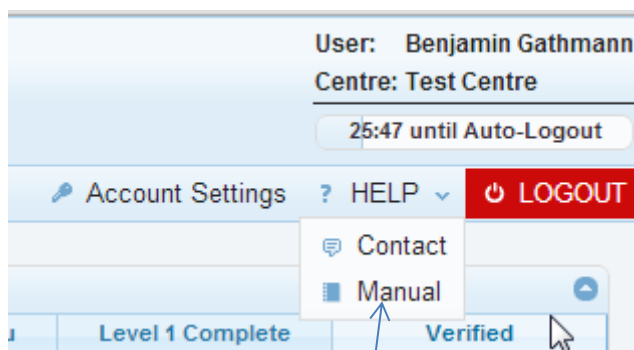 User: Benjamin Gathmann
Centre: Test Centre
25:47 until Auto-Logout
Account Settings ? HELP LOGOUT
Contact
Manual
Level 1 Complete Verified